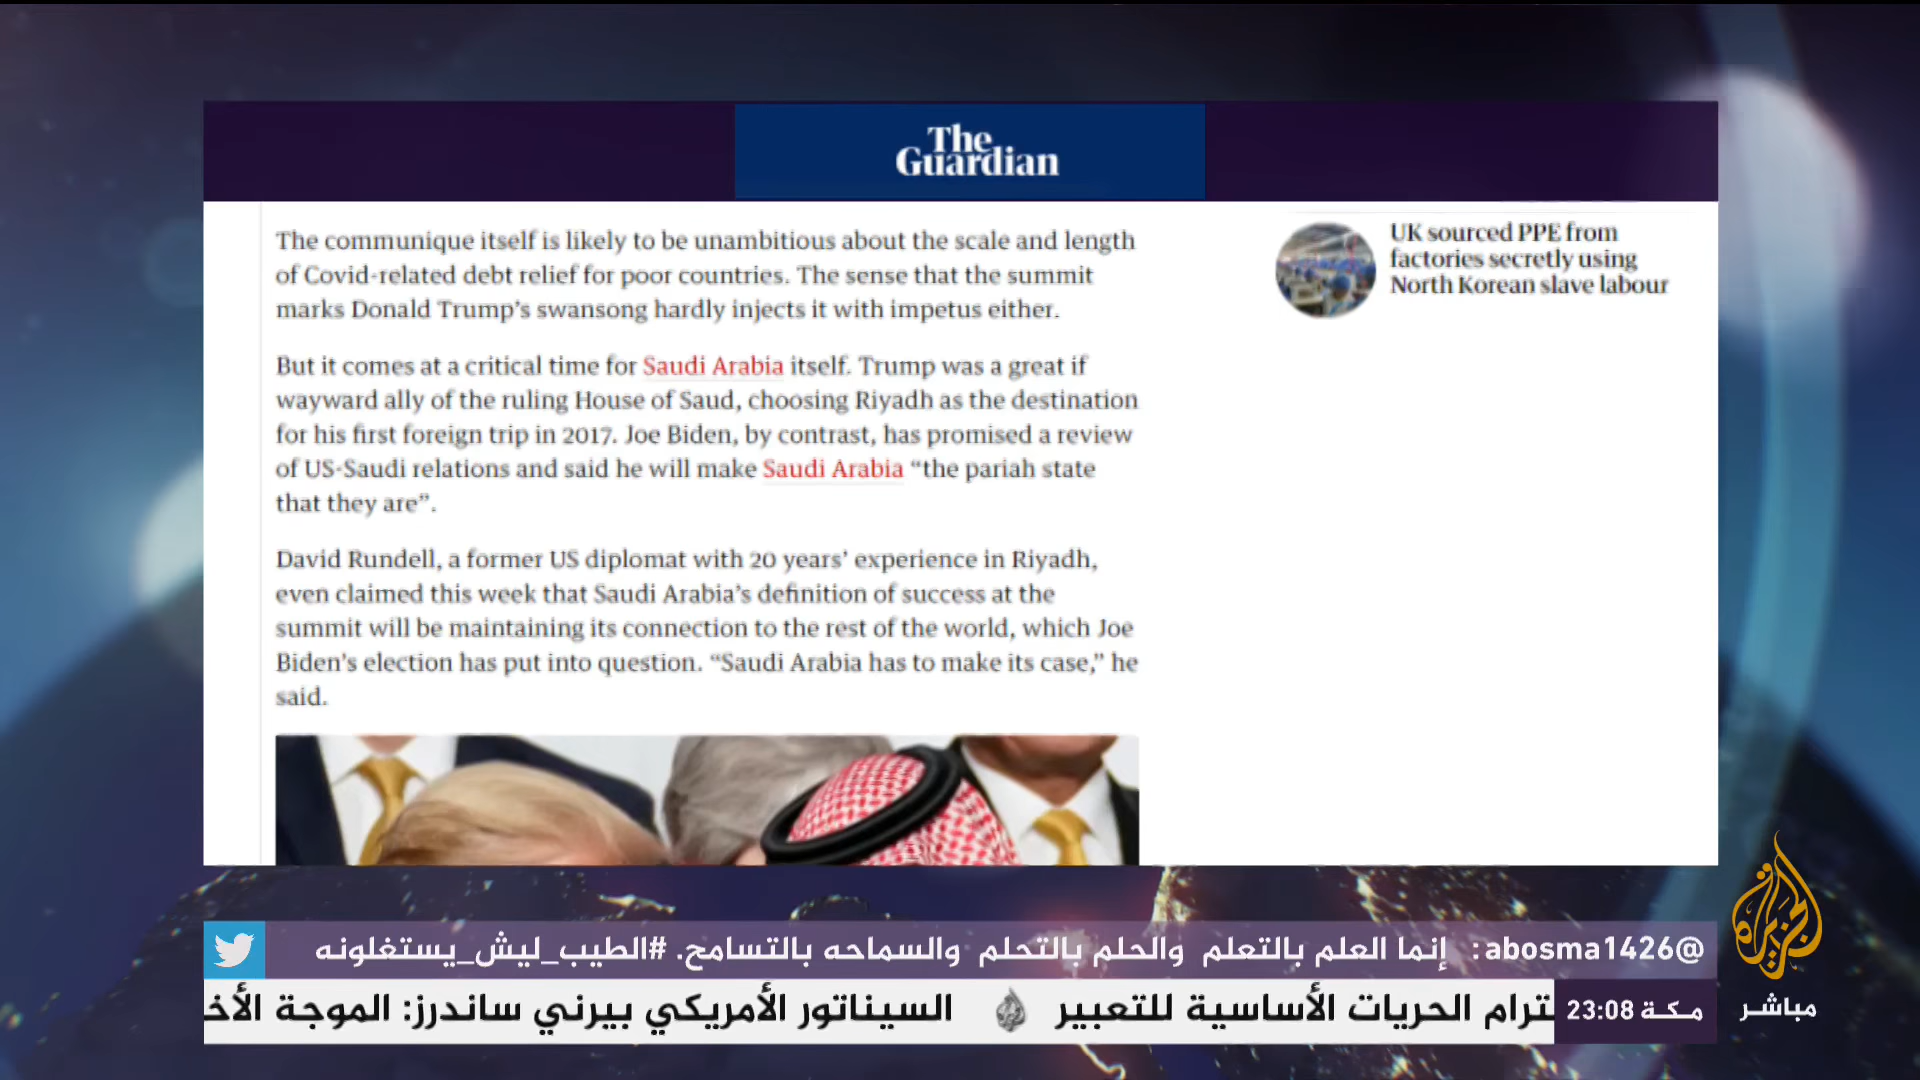 The
Guardian
The communique itself is likely to be unambitious about the scale and length
of Covid-related debt relief for poor countries. The sense that the summit
marks Donald Trump's swansong hardly injects it with impetus either.
But it comes at a critical time for Saudi Arabia itself. Trump was a great if
wayward ally of the ruling House of Saud, choosing Riyadh as the destination
for his first foreign trip in 2017. Joe Biden, by contrast, has promised a review
of US-Saudi relations and said he will make Saudi Arabia “the pariah state
that they are”.
David Rundell, a former US diplomat with 20 years’ experience in Riyadh,
even claimed this week that Saudi Arabia’s definition of success at the
summit will be maintaining its connection to the rest of the world, which Joe
Biden’s election has put into question. “Saudi Arabia has to make its case,” he
said.
UK sourced PPE from
factories secretly using
North Korean slave labour
@abosma1426: إنما العلم بالتعلم والحلم بالتحلم والسماحه بالتسامح. #الطيب_ليش_يستغلونه
مكة 23:08
ترام الحريات الأساسية للتعبير
السيناتور الأمريكي بيرني ساندرز: الموجة الأخ
الجزيرة
مباشر